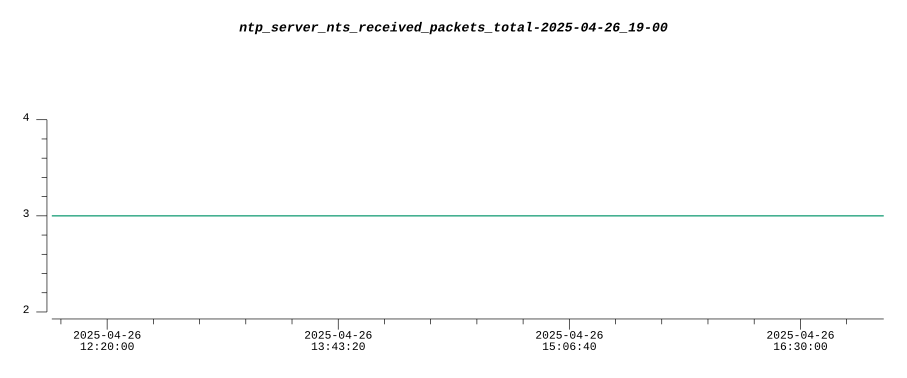 ntp_server_nts_received_packets_total-2025-04-26_19-00
4
3
2
2025-04-26 2025-04-26 2025-04-26 2025-04-26
12:20:00 13:43:20 15:06:40 16:30:00